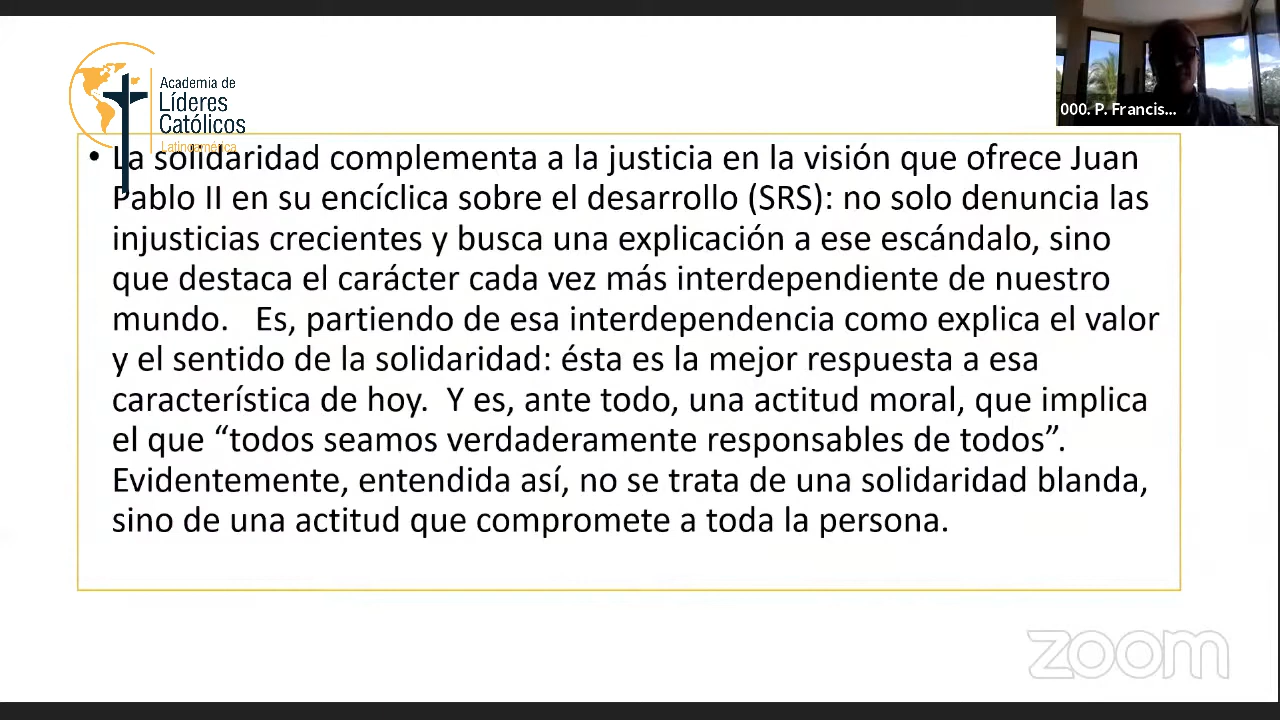 Academia de
Líderes
Católicos
Latinoamérica
000. P. Francis...
• La solidaridad complementa a la justicia en la visión que ofrece Juan
Pablo II en su encíclica sobre el desarrollo (SRS): no solo denuncia las
injusticias crecientes y busca una explicación a ese escándalo, sino
que destaca el carácter cada vez más interdependiente de nuestro
mundo.   Es, partiendo de esa interdependencia como explica el valor
y el sentido de la solidaridad: ésta es la mejor respuesta a esa
característica de hoy.  Y es, ante todo, una actitud moral, que implica
el que “todos seamos verdaderamente responsables de todos”.
Evidentemente, entendida así, no se trata de una solidaridad blanda,
sino de una actitud que compromete a toda la persona.
zoom